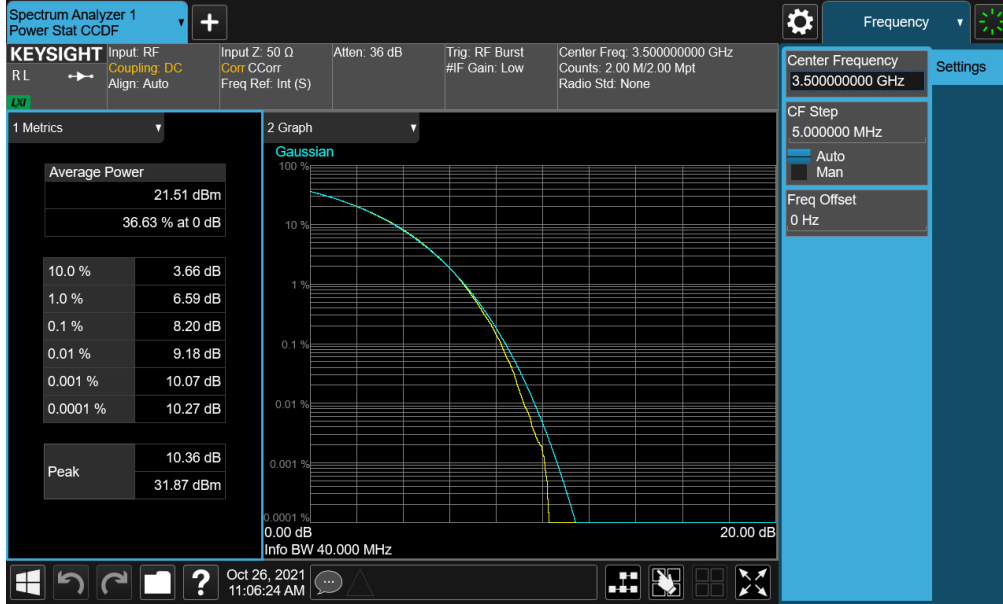 Spectrum Analyzer 1
Power Stat CCDF
Frequency
KEYSIGHT
RL
LXI
Input: RF
Coupling: DC
Align: Auto
Input Z: 50 Ω
Corr CCorr
Freq Ref: Int (S)
Atten: 36 dB
Trig: RF Burst
#IF Gain: Low
Center Freq: 3.500000000 GHz
Counts: 2.00 M/2.00 Mpt
Radio Std: None
Center Frequency
3.500000000 GHz
Settings
CF Step
5.000000 MHz
Auto
Man
Freq Offset
0 Hz
1 Metrics
Average Power
21.51 dBm
36.63 % at 0 dB
10.0 % 3.66 dB
1.0 % 6.59 dB
0.1 % 8.20 dB
0.01 % 9.18 dB
0.001 % 10.07 dB
0.0001 % 10.27 dB
Peak
10.36 dB
31.87 dBm
2 Graph
Gaussian
100 %
10 %
1 %
0.1 %
0.01 %
0.001 %
0.0001 %
0.00 dB 20.00 dB
Info BW 40.000 MHz
?
Oct 26, 2021
11:06:24 AM